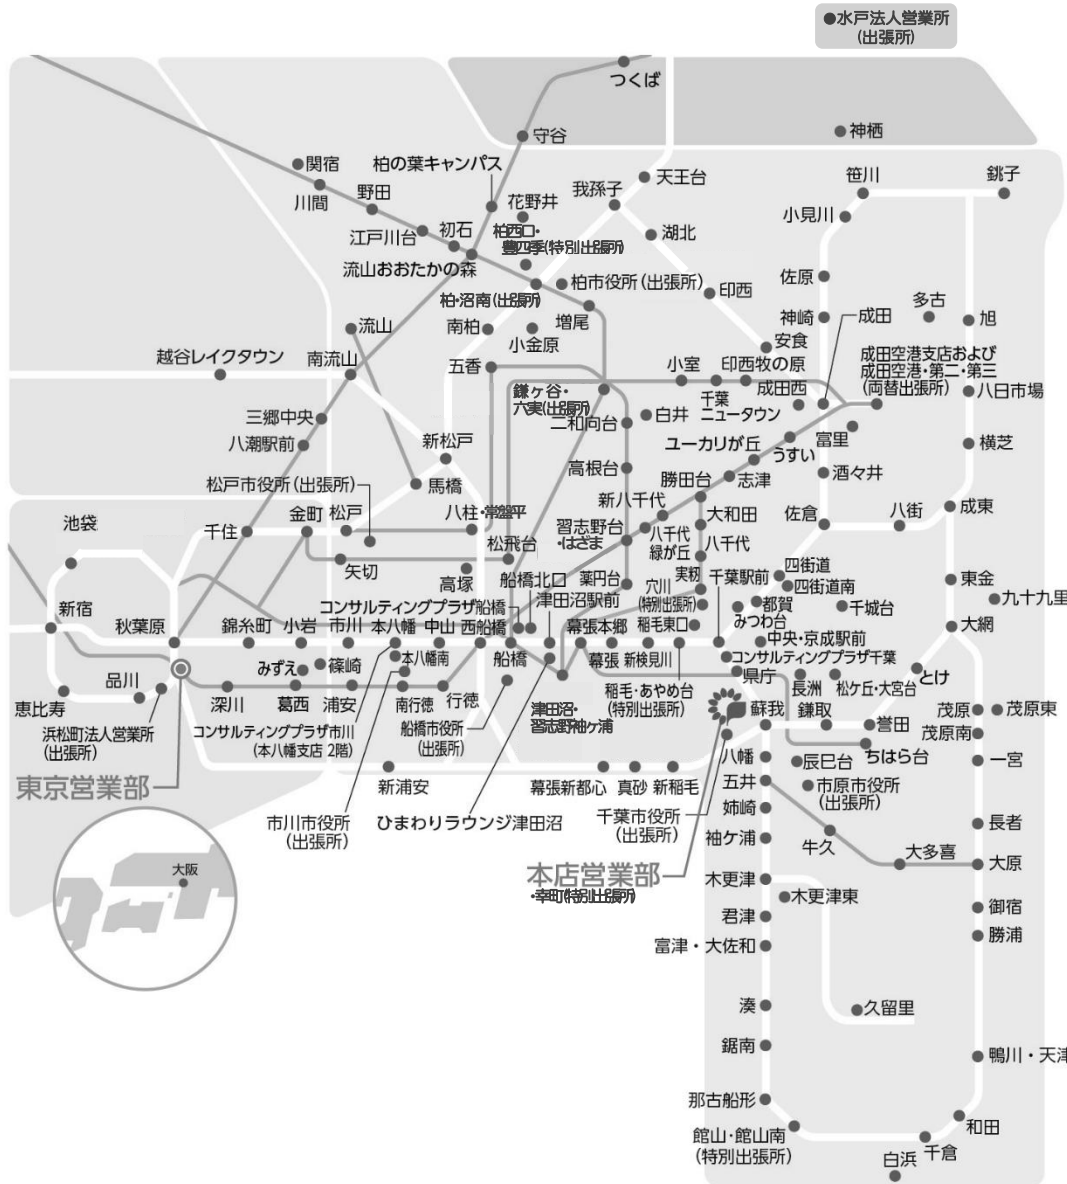 ●水戸法人営業所
(出張所)
つくば
守谷
神栖
関宿
柏の葉キャンパス
川間
野田
花野井
我孫子
天王台
笹川
銚子
小見川
江戸川台
初石
柏西口・
豊四季(特別出張所)
湖北
流山おおたかの森
柏市役所(出張所)
佐原
柏・沼南(出張所)
印西
多古
流山
南柏
小金原
増尾
神崎
成田
旭
安食
越谷レイクタウン
南流山
五香
小室
印西牧の原
成田空港支店および
成田空港・第二・第三
(両替出張所)
八日市場
鎌ヶ谷・
六実(出張所)
千葉
ニュータウン
成田西
三郷中央
二和向台
白井
富里
八潮駅前
新松戸
ユーカリが丘
うすい
横芝
高根台
松戸市役所(出張所)
馬橋
勝田台
志津
酒々井
新八千代
池袋
千住
金町
松戸
八柱・常盤平
習志野台
・はざま
八千代
緑が丘
大和田
佐倉
八街
成東
松飛台
八千代
矢切
高塚
船橋北口
薬円台
実籾
千葉駅前
四街道
四街道南
東金
津田沼駅前
穴川
(特別出張所)
都賀
千城台
九十九里
新宿
コンサルティングプラザ船橋
稲毛東口
みつわ台
秋葉原
錦糸町
小岩
市川
本八幡
中山
西船橋
船橋
幕張本郷
幕張
新検見川
中央・京成駅前
大網
みずえ
篠崎
本八幡南
コンサルティングプラザ千葉
品川
県庁
とけ
恵比寿
浜松町法人営業所
(出張所)
深川
葛西
浦安
南行徳
行徳
稲毛・あやめ台
(特別出張所)
長洲
松ケ丘・大宮台
コンサルティングプラザ市川
(本八幡支店 2階)
船橋市役所
(出張所)
津田沼・
習志野袖ヶ浦
蘇我
鎌取
誉田
茂原
茂原東
茂原南
ちはら台
東京営業部
新浦安
幕張新都心
真砂
新稲毛
八幡
辰巳台
一宮
五井
市原市役所
(出張所)
市川市役所
(出張所)
ひまわりラウンジ津田沼
千葉市役所
(出張所)
姉崎
長者
袖ケ浦
牛久
大多喜
大原
大阪
本店営業部
・幸町(特別出張所)
木更津
木更津東
御宿
君津
勝浦
富津・大佐和
湊
久留里
鋸南
鴨川・天津
那古船形
和田
館山・館山南
(特別出張所)
千倉
白浜